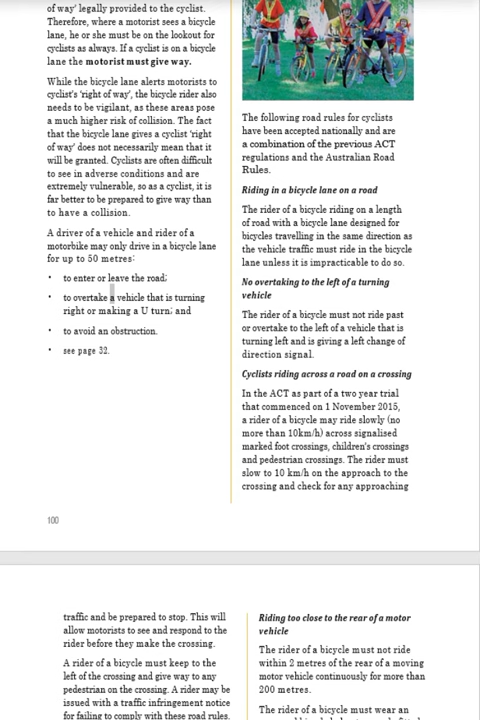 of way' legally provided to the cyclist.
Therefore, where a motorist sees a bicycle
lane, he or she must be on the lookout for
cyclists as always. If a cyclist is on a bicycle
lane the motorist must give way.
While the bicycle lane alerts motorists to
cyclist's 'right of way', the bicycle rider also
needs to be vigilant, as these areas pose
a much higher risk of collision. The fact
that the bicycle lane gives a cyclist 'right
of way' does not necessarily mean that it
will be granted. Cyclists are often difficult
to see in adverse conditions and are
extremely vulnerable, so as a cyclist, it is
far better to be prepared to give way than
to have a collision.
A driver of a vehicle and rider of a
motorbike may only drive in a bicycle lane
for up to 50 metres:
• to enter or leave the road;
• to overtake a vehicle that is turning
right or making a U turn; and
• to avoid an obstruction.
• see page 32.
The following road rules for cyclists
have been accepted nationally and are
a combination of the previous ACT
regulations and the Australian Road
Rules.
Riding in a bicycle lane on a road
The rider of a bicycle riding on a length
of road with a bicycle lane designed for
bicycles travelling in the same direction as
the vehicle traffic must ride in the bicycle
lane unless it is impracticable to do so.
No overtaking to the left of a turning
vehicle
The rider of a bicycle must not ride past
or overtake to the left of a vehicle that is
turning left and is giving a left change of
direction signal.
Cyclists riding across a road on a crossing
In the ACT as part of a two year trial
that commenced on 1 November 2015,
a rider of a bicycle may ride slowly (no
more than 10km/h) across signalised
marked foot crossings, children's crossings
and pedestrian crossings. The rider must
slow to 10 km/h on the approach to the
crossing and check for any approaching
100
traffic and be prepared to stop. This will
allow motorists to see and respond to the
rider before they make the crossing.
A rider of a bicycle must keep to the
left of the crossing and give way to any
pedestrian on the crossing. A rider may be
issued with a traffic infringement notice
for failing to comply with these road rules.
Riding too close to the rear of a motor
vehicle
The rider of a bicycle must not ride
within 2 metres of the rear of a moving
motor vehicle continuously for more than
200 metres.
The rider of a bicycle must wear an